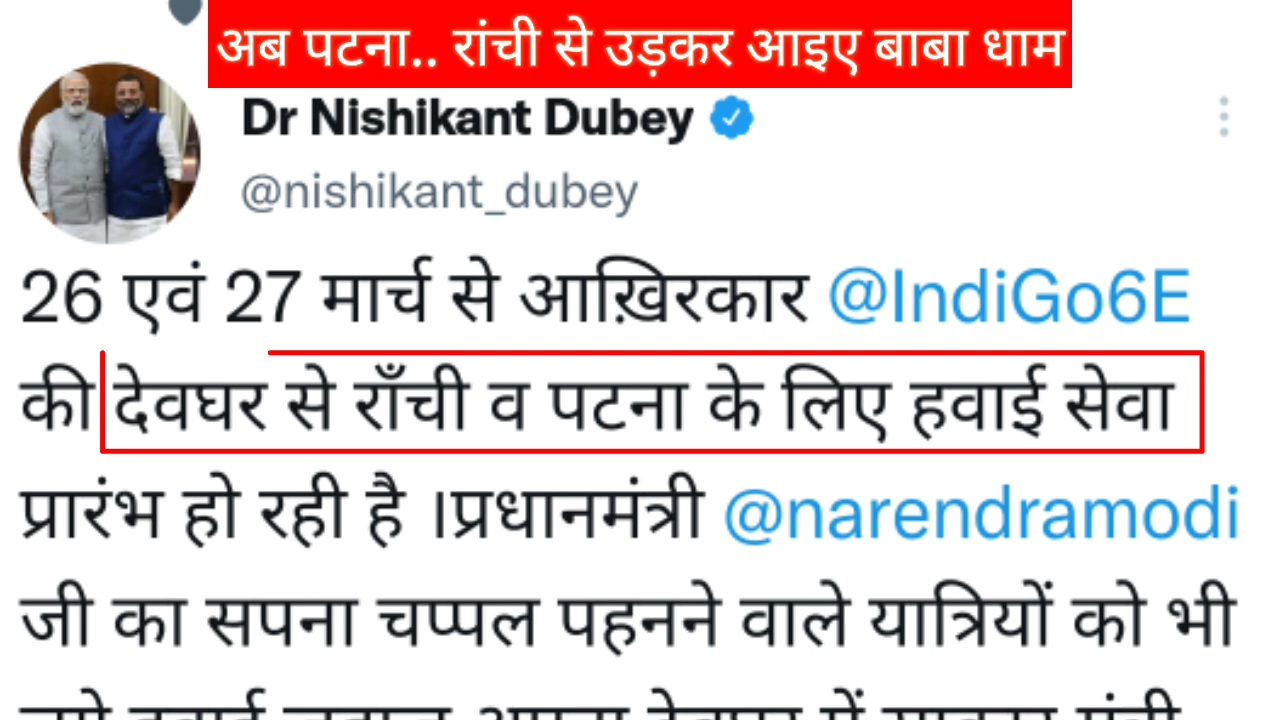 अब पटना.. रांची से उड़कर आइए बाबा धाम
Dr Nishikant Dubey
@nishikant_dubey
26 एवं 27 मार्च से आख़िरकार @IndiGo6E
की देवघर से राँची व पटना के लिए हवाई सेवा
प्रारंभ हो रही है ।प्रधानमंत्री @narendramodi
जी का सपना चप्पल पहनने वाले यात्रियों को भी